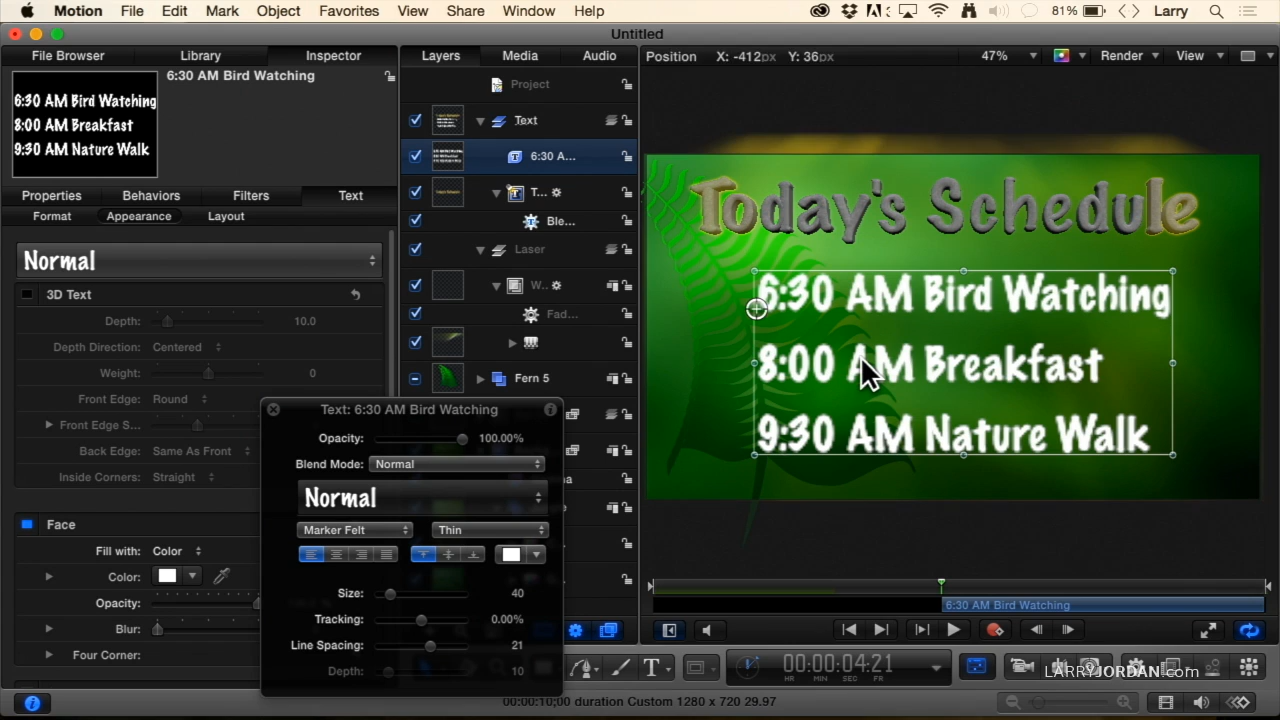 Motion File Edit Mark Object Favorites View Share Window Help 81% Larry
Untitled
File Browser Library Inspector Layers Media Audio Position X: -412px Y: 36px 47% Render View
6:30 AM Bird Watching
6:30 AM Bird Watching
8:00 AM Breakfast
9:30 AM Nature Walk
Project
Text
6:30 A...
T...
Ble...
Laser
W...
Fad...
Fern 5
Properties Behaviors Filters Text
Format Appearance Layout
Normal
3D Text
Depth: 10.0
Depth Direction: Centered
Weight: 0
Front Edge: Round
Front Edge S...
Back Edge: Same As Front
Inside Corners: Straight
Face
Fill with: Color
Color:
Opacity:
Blur:
Four Corner:
Text: 6:30 AM Bird Watching
Opacity: 100.00%
Blend Mode: Normal
Normal
Marker Felt Thin
Size: 40
Tracking: 0.00%
Line Spacing: 21
Depth: 10
Today's Schedule
6:30 AM Bird Watching
8:00 AM Breakfast
9:30 AM Nature Walk
6:30 AM Bird Watching
T 00:00:04:21
HR MIN SEC FR
LARRYJORDAN.com
00:00:10;00 duration Custom 1280 x 720 29.97